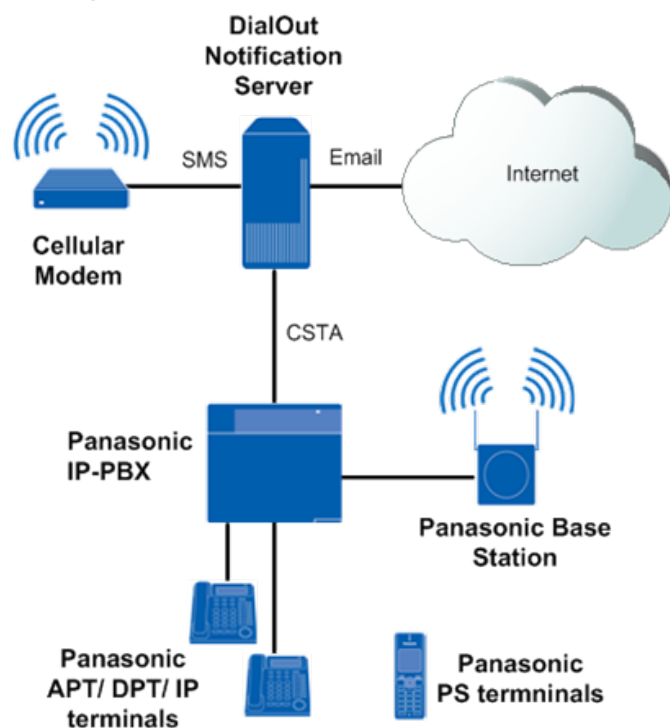 DialOut
Notification
Server
SMS
Email
Internet
Cellular
Modem
CSTA
Panasonic
IP-PBX
Panasonic Base
Station
Panasonic
APT/ DPT/ IP
terminals
Panasonic
PS termninals